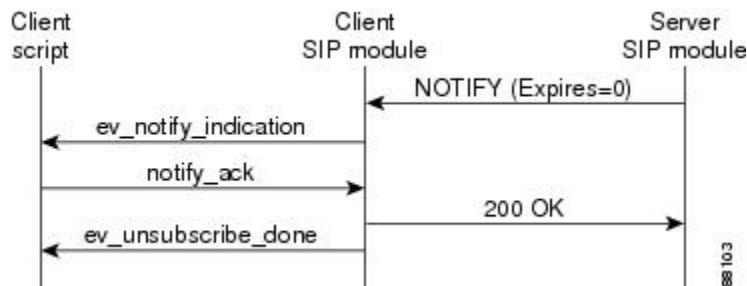 Client script
Client SIP module
Server SIP module
NOTIFY (Expires=0)
ev_notify_indication
notify_ack
200 OK
ev_unsubscribe_done
88103